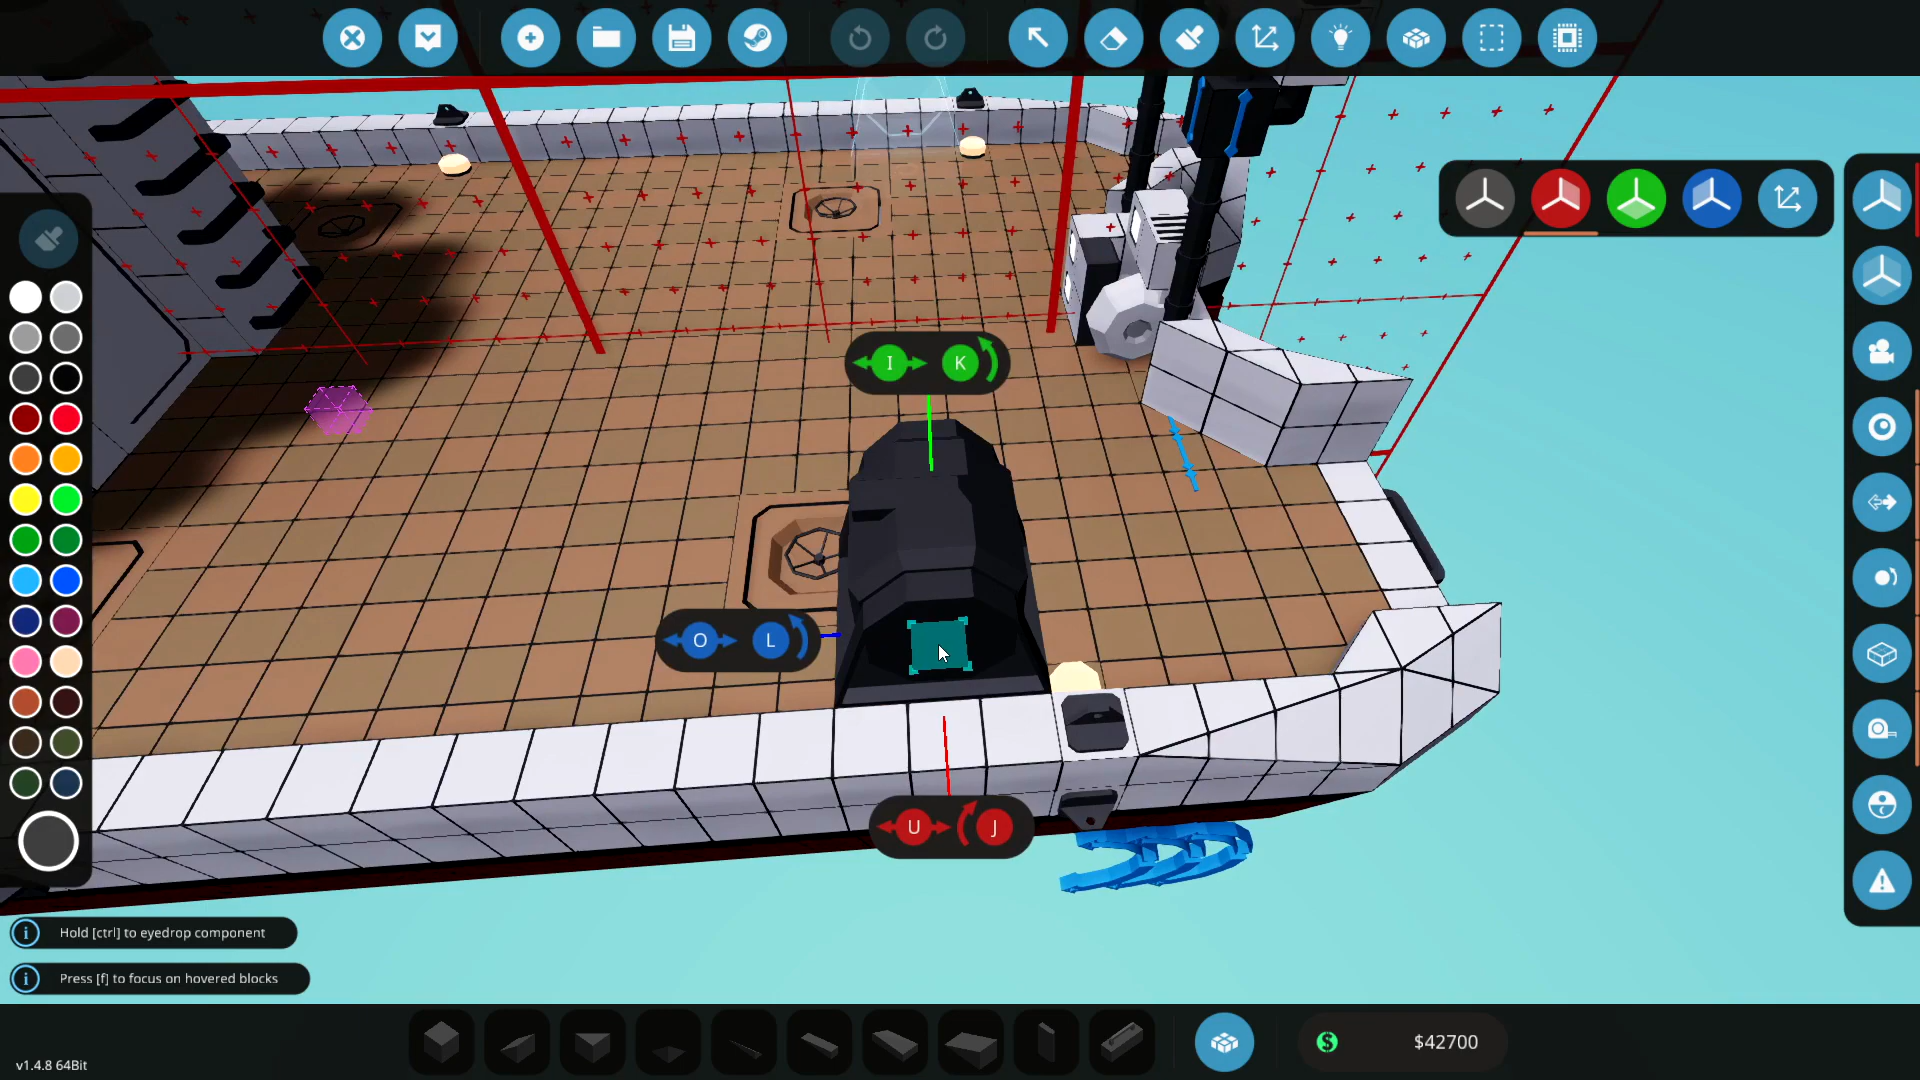 I K
O L
U J
Hold [ctrl] to eyedrop component
Press [f] to focus on hovered blocks
v1.4.8 64Bit
$ $42700